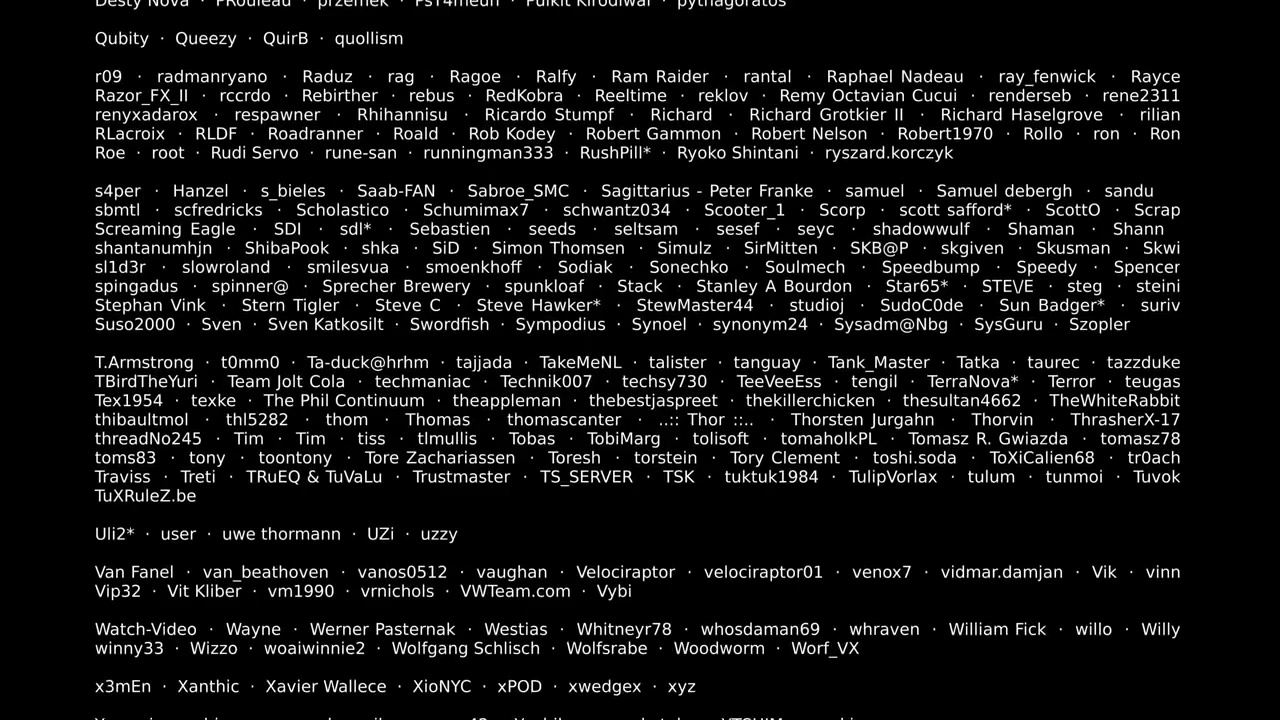 Desty Nova · PRouleau · przemek · PsT4meun · Pulkit Kirodiwal · pythagoratos
Qubity · Queezy · QuirB · quollism
r09 · radmanryano · Raduz · rag · Ragoe · Ralfy · Ram Raider · rantal · Raphael Nadeau · ray_fenwick · Rayce
Razor_FX_II · rccrdo · Rebirther · rebus · RedKobra · Reeltime · reklov · Remy Octavian Cucui · renderseb · rene2311
renyxadarox · respawner · Rhihannisu · Ricardo Stumpf · Richard · Richard Grotkier II · Richard Haselgrove · rilian
RLacroix · RLDF · Roadranner · Roald · Rob Kodey · Robert Gammon · Robert Nelson · Robert1970 · Rollo · ron · Ron
Roe · root · Rudi Servo · rune-san · runningman333 · RushPill* · Ryoko Shintani · ryszard.korczyk
s4per · Hanzel · s_bieles · Saab-FAN · Sabroe_SMC · Sagittarius - Peter Franke · samuel · Samuel debergh · sandu
sbmtl · scfredricks · Scholastico · Schumimax7 · schwantz034 · Scooter_1 · Scorp · scott safford* · ScottO · Scrap
Screaming Eagle · SDI · sdl* · Sebastien · seeds · seltsam · sesef · seyc · shadowwulf · Shaman · Shann
shantanumhjn · ShibaPook · shka · SiD · Simon Thomsen · Simulz · SirMitten · SKB@P · skgiven · Skusman · Skwi
sl1d3r · slowroland · smilesvua · smoenkhoff · Sodiak · Sonechko · Soulmech · Speedbump · Speedy · Spencer
spingadus · spinner@ · Sprecher Brewery · spunkloaf · Stack · Stanley A Bourdon · Star65* · STE\/E · steg · steini
Stephan Vink · Stern Tigler · Steve C · Steve Hawker* · StewMaster44 · studioj · SudoC0de · Sun Badger* · suriv
Suso2000 · Sven · Sven Katkosilt · Swordfish · Sympodius · Synoel · synonym24 · Sysadm@Nbg · SysGuru · Szopler
T.Armstrong · t0mm0 · Ta-duck@hrhm · tajjada · TakeMeNL · talister · tanguay · Tank_Master · Tatka · taurec · tazzduke
TBirdTheYuri · Team Jolt Cola · techmaniac · Technik007 · techsy730 · TeeVeeEss · tengil · TerraNova* · Terror · teugas
Tex1954 · texke · The Phil Continuum · theappleman · thebestjaspreet · thekillerchicken · thesultan4662 · TheWhiteRabbit
thibaultmol · thl5282 · thom · Thomas · thomascanter · ..:: Thor ::.. · Thorsten Jurgahn · Thorvin · ThrasherX-17
threadNo245 · Tim · Tim · tiss · tlmullis · Tobas · TobiMarg · tolisoft · tomaholkPL · Tomasz R. Gwiazda · tomasz78
toms83 · tony · toontony · Tore Zachariassen · Toresh · torstein · Tory Clement · toshi.soda · ToXiCalien68 · tr0ach
Traviss · Treti · TRuEQ & TuVaLu · Trustmaster · TS_SERVER · TSK · tuktuk1984 · TulipVorlax · tulum · tunmoi · Tuvok
TuXRuleZ.be
Uli2* · user · uwe thormann · UZi · uzzy
Van Fanel · van_beathoven · vanos0512 · vaughan · Velociraptor · velociraptor01 · venox7 · vidmar.damjan · Vik · vinn
Vip32 · Vit Kliber · vm1990 · vrnichols · VWTeam.com · Vybi
Watch-Video · Wayne · Werner Pasternak · Westias · Whitneyr78 · whosdaman69 · whraven · William Fick · willo · Willy
winny33 · Wizzo · woaiwinnie2 · Wolfgang Schlisch · Wolfsrabe · Woodworm · Worf_VX
x3mEn · Xanthic · Xavier Wallece · XioNYC · xPOD · xwedgex · xyz